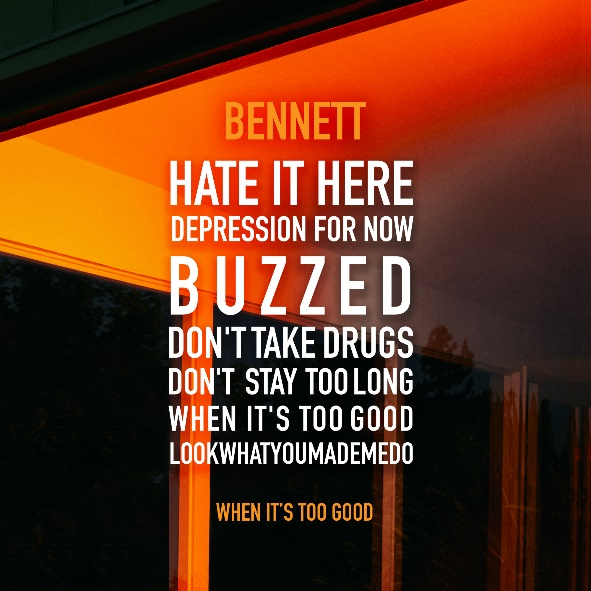 BENNETT
HATE IT HERE
DEPRESSION FOR NOW
BUZZED
DON'T TAKE DRUGS
DON'T STAY TOO LONG
WHEN IT'S TOO GOOD
LOOKWHATYOUMADEMEDO
WHEN IT'S TOO GOOD